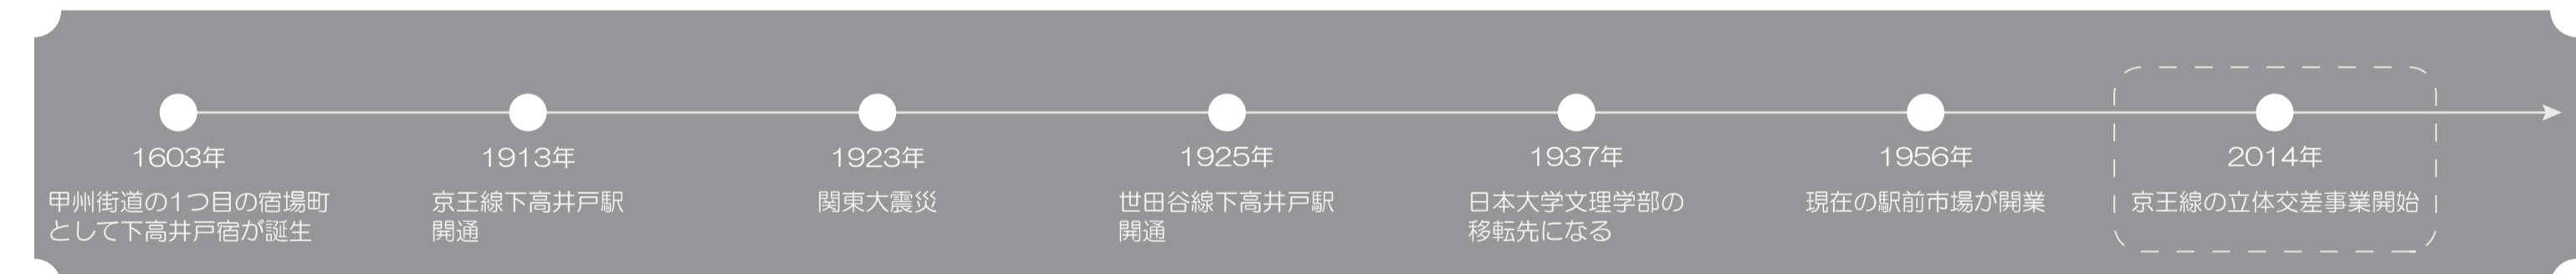 1603年
甲州街道の1つ目の宿場町
として下高井戸宿が誕生
1913年
京王線下高井戸駅
開通
1923年
関東大震災
1925年
世田谷線下高井戸駅
開通
1937年
日本大学文理学部の
移転先になる
1956年
現在の駅前市場が開業
2014年
京王線の立体交差事業開始